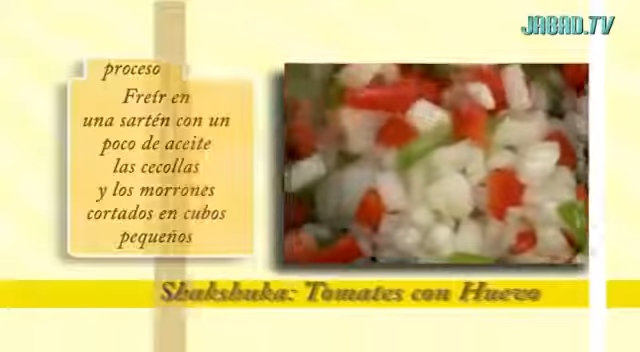 JABAD.TV
proceso
Freír en
una sartén con un
poco de aceite
las cecollas
y los morrones
cortados en cubos
pequeños
Shakshuka: Tomates con Huevo